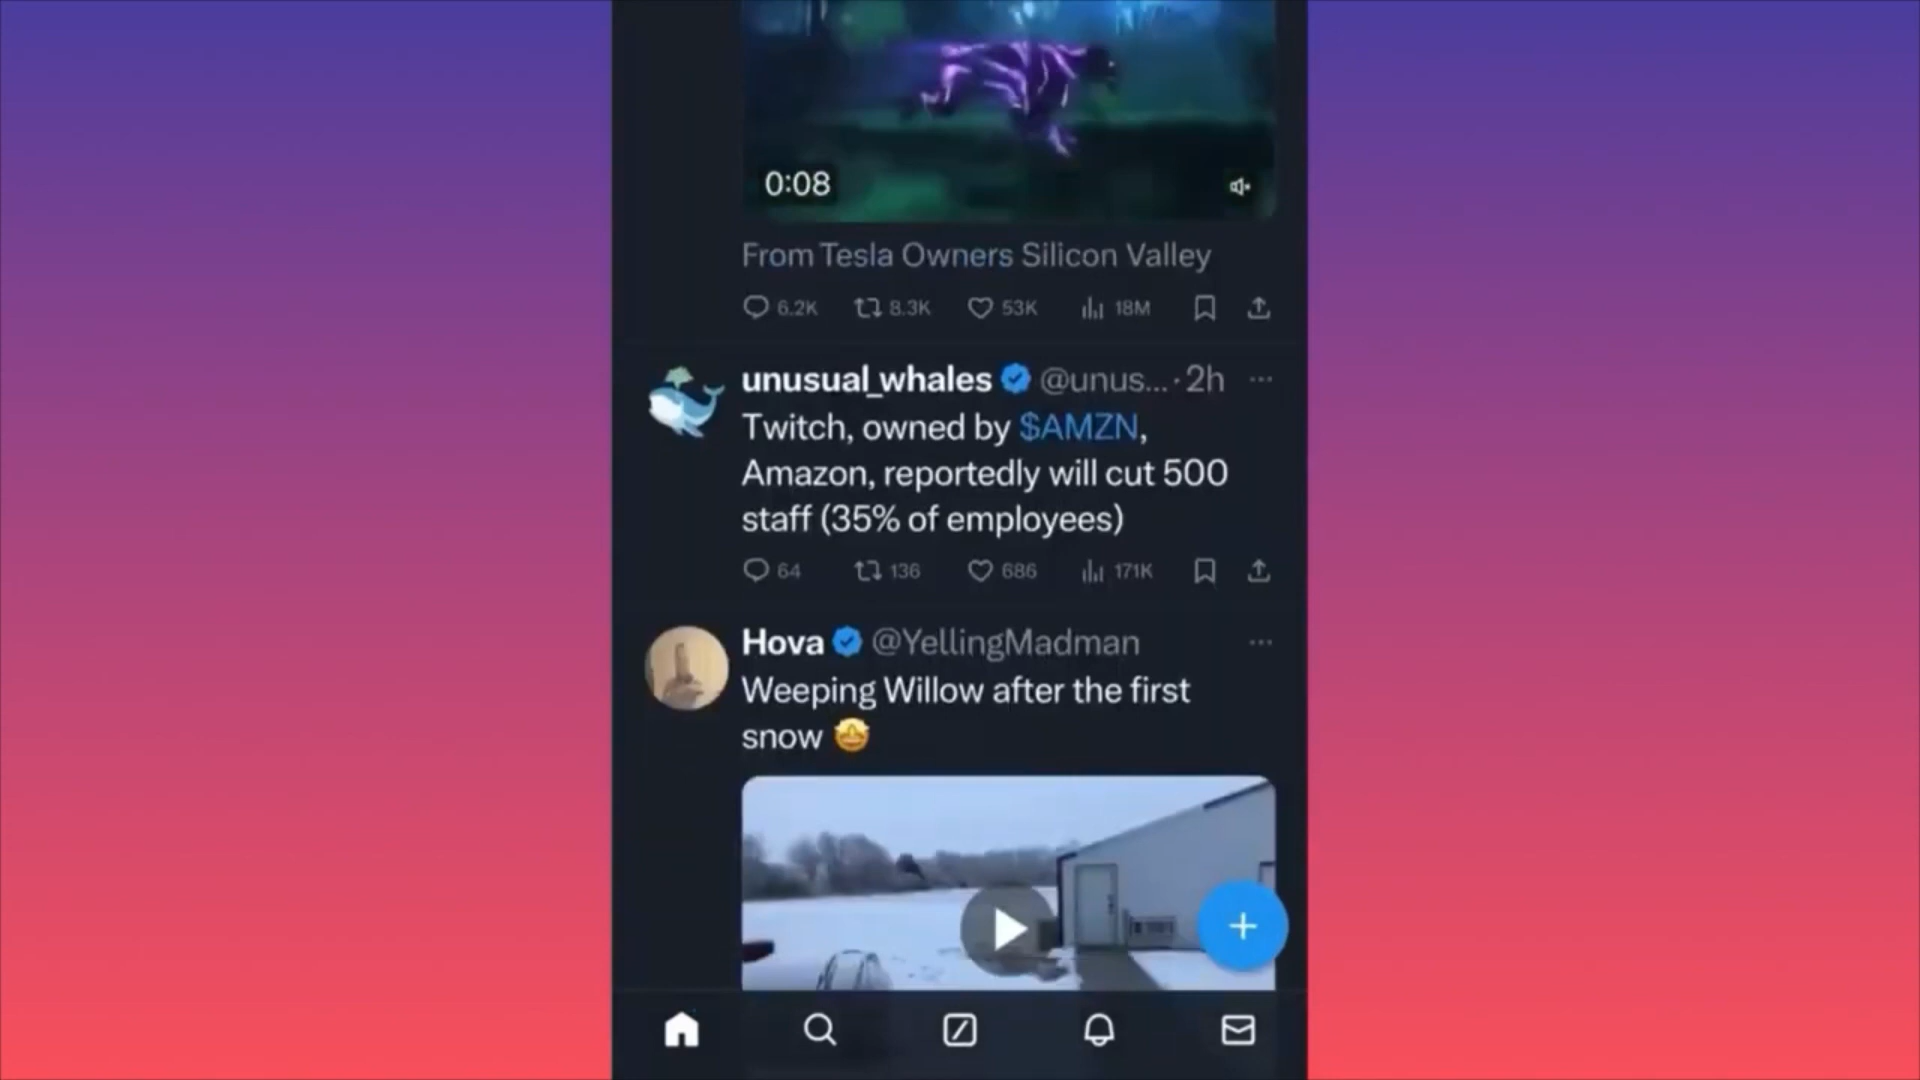 0:08
From Tesla Owners Silicon Valley
6.2K 8.3K 53K 18M
unusual_whales @unus... · 2h
Twitch, owned by $AMZN,
Amazon, reportedly will cut 500
staff (35% of employees)
64 136 686 171K
Hova @YellingMadman
Weeping Willow after the first
snow 🤩